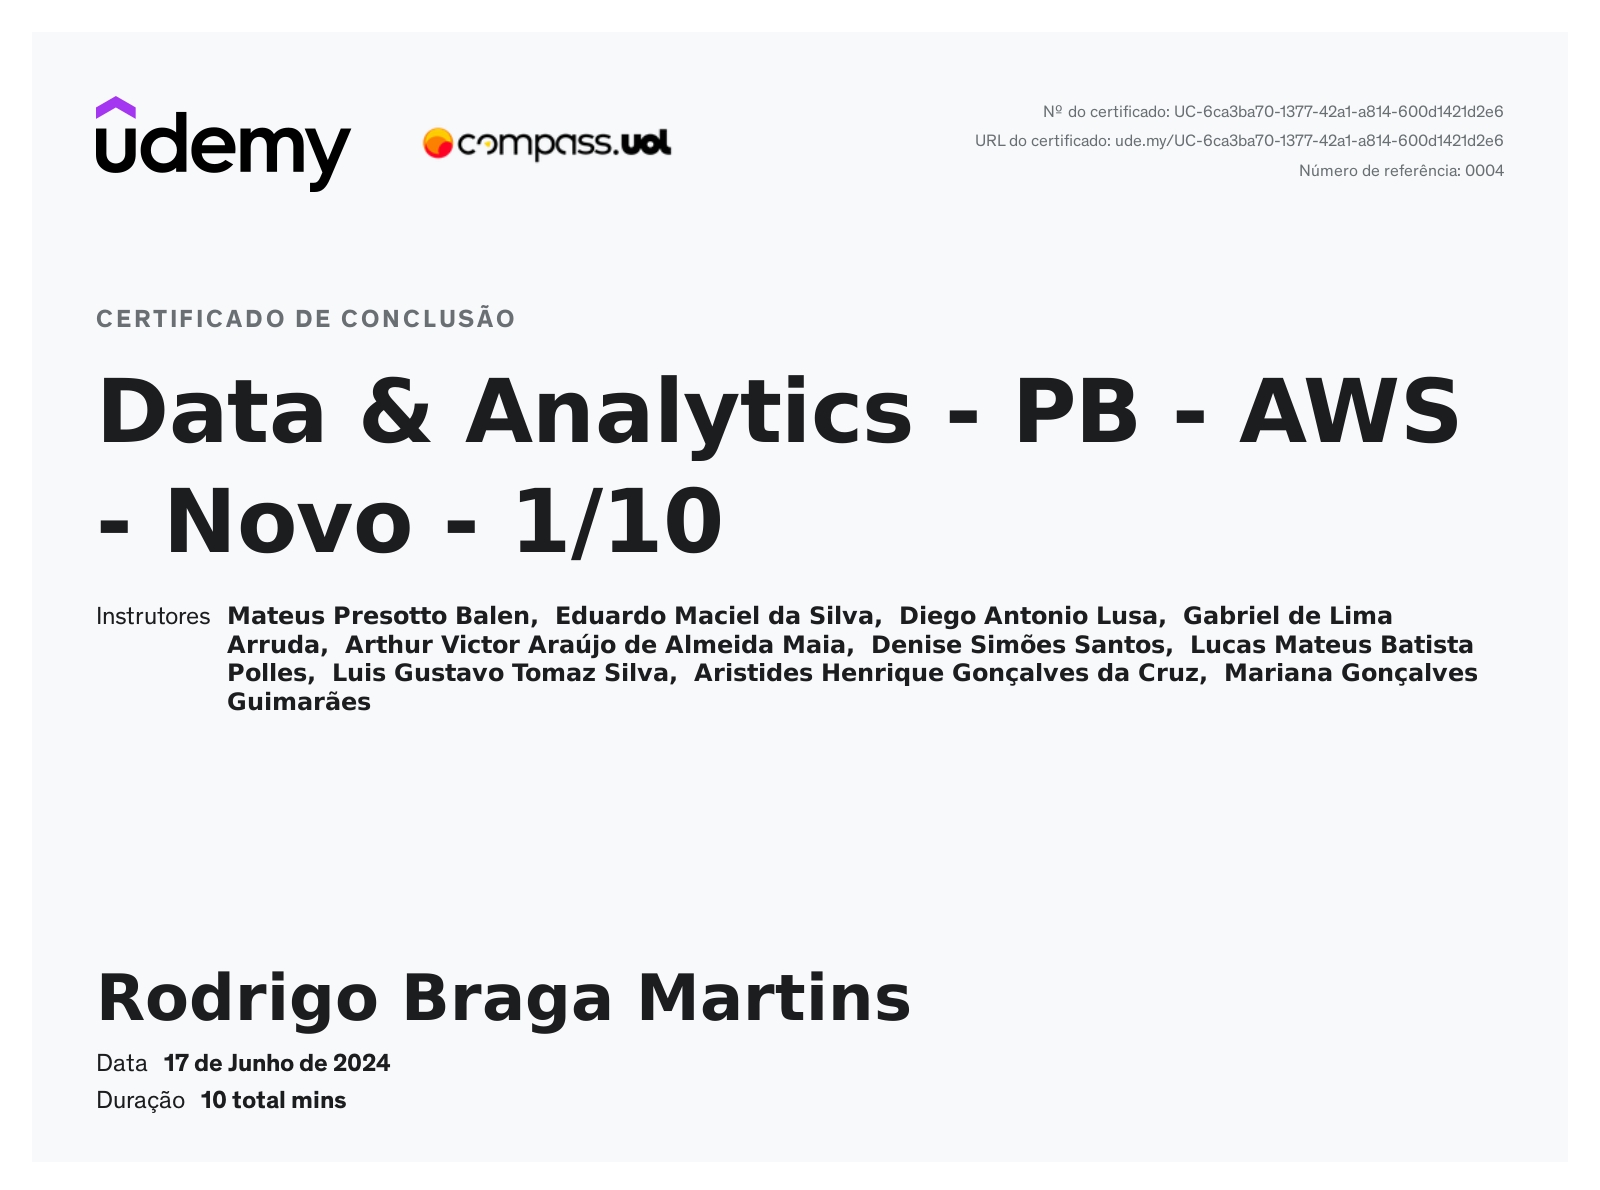 udemy
compass.uol
Nº do certificado: UC-6ca3ba70-1377-42a1-a814-600d1421d2e6
URL do certificado: ude.my/UC-6ca3ba70-1377-42a1-a814-600d1421d2e6
Número de referência: 0004
CERTIFICADO DE CONCLUSÃO
Data & Analytics - PB - AWS
- Novo - 1/10
Instrutores Mateus Presotto Balen, Eduardo Maciel da Silva, Diego Antonio Lusa, Gabriel de Lima
Arruda, Arthur Victor Araújo de Almeida Maia, Denise Simões Santos, Lucas Mateus Batista
Polles, Luis Gustavo Tomaz Silva, Aristides Henrique Gonçalves da Cruz, Mariana Gonçalves
Guimarães
Rodrigo Braga Martins
Data 17 de Junho de 2024
Duração 10 total mins